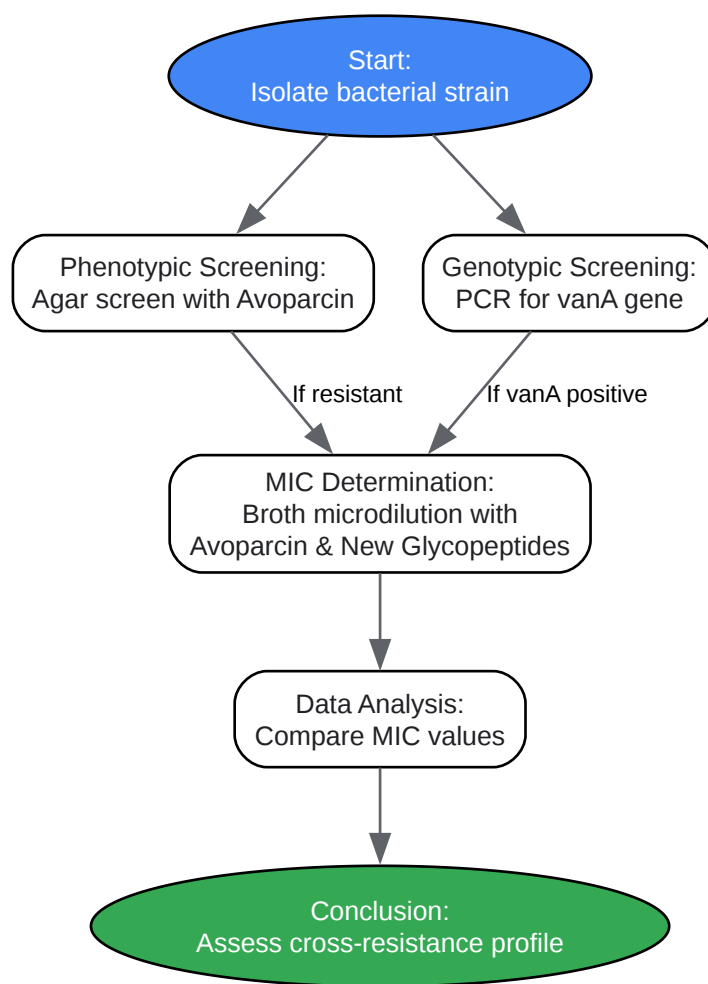 Start:
Isolate bacterial strain
Phenotypic Screening:
Agar screen with Avoparcin
Genotypic Screening:
PCR for vanA gene
If resistant
If vanA positive
MIC Determination:
Broth microdilution with
Avoparcin & New Glycopeptides
Data Analysis:
Compare MIC values
Conclusion:
Assess cross-resistance profile